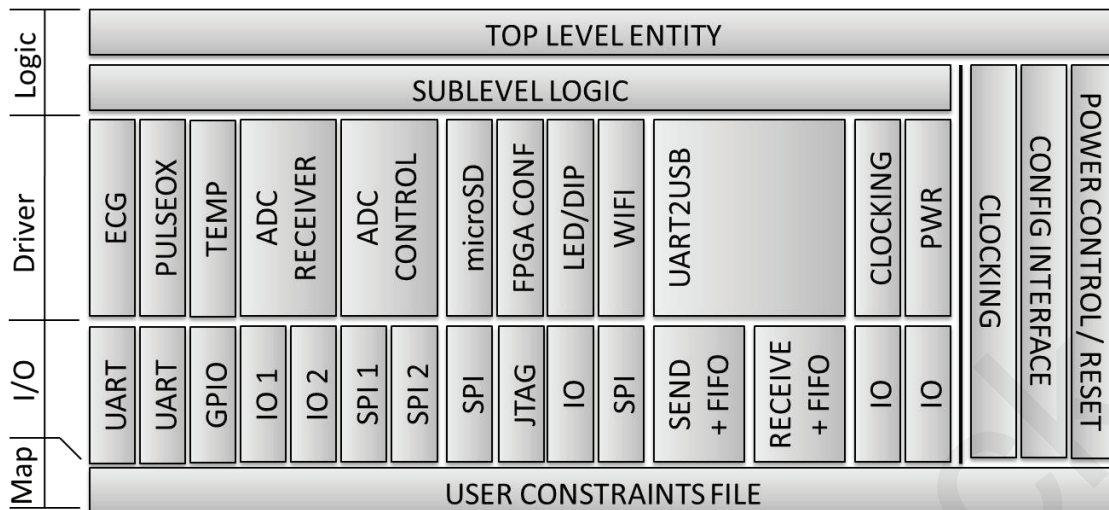 Logic
TOP LEVEL ENTITY
SUBLEVEL LOGIC
Driver
ECG
PULSEOX
TEMP
ADC
RECEIVER
ADC
CONTROL
microSD
FPGA CONF
LED/DIP
WIFI
UART2USB
CLOCKING
PWR
CLOCKING
CONFIG INTERFACE
POWER CONTROL / RESET
I/O
UART
UART
GPIO
IO 1
IO 2
SPI 1
SPI 2
SPI
JTAG
IO
SPI
SEND
+ FIFO
RECEIVE
+ FIFO
IO
IO
Map
USER CONSTRAINTS FILE